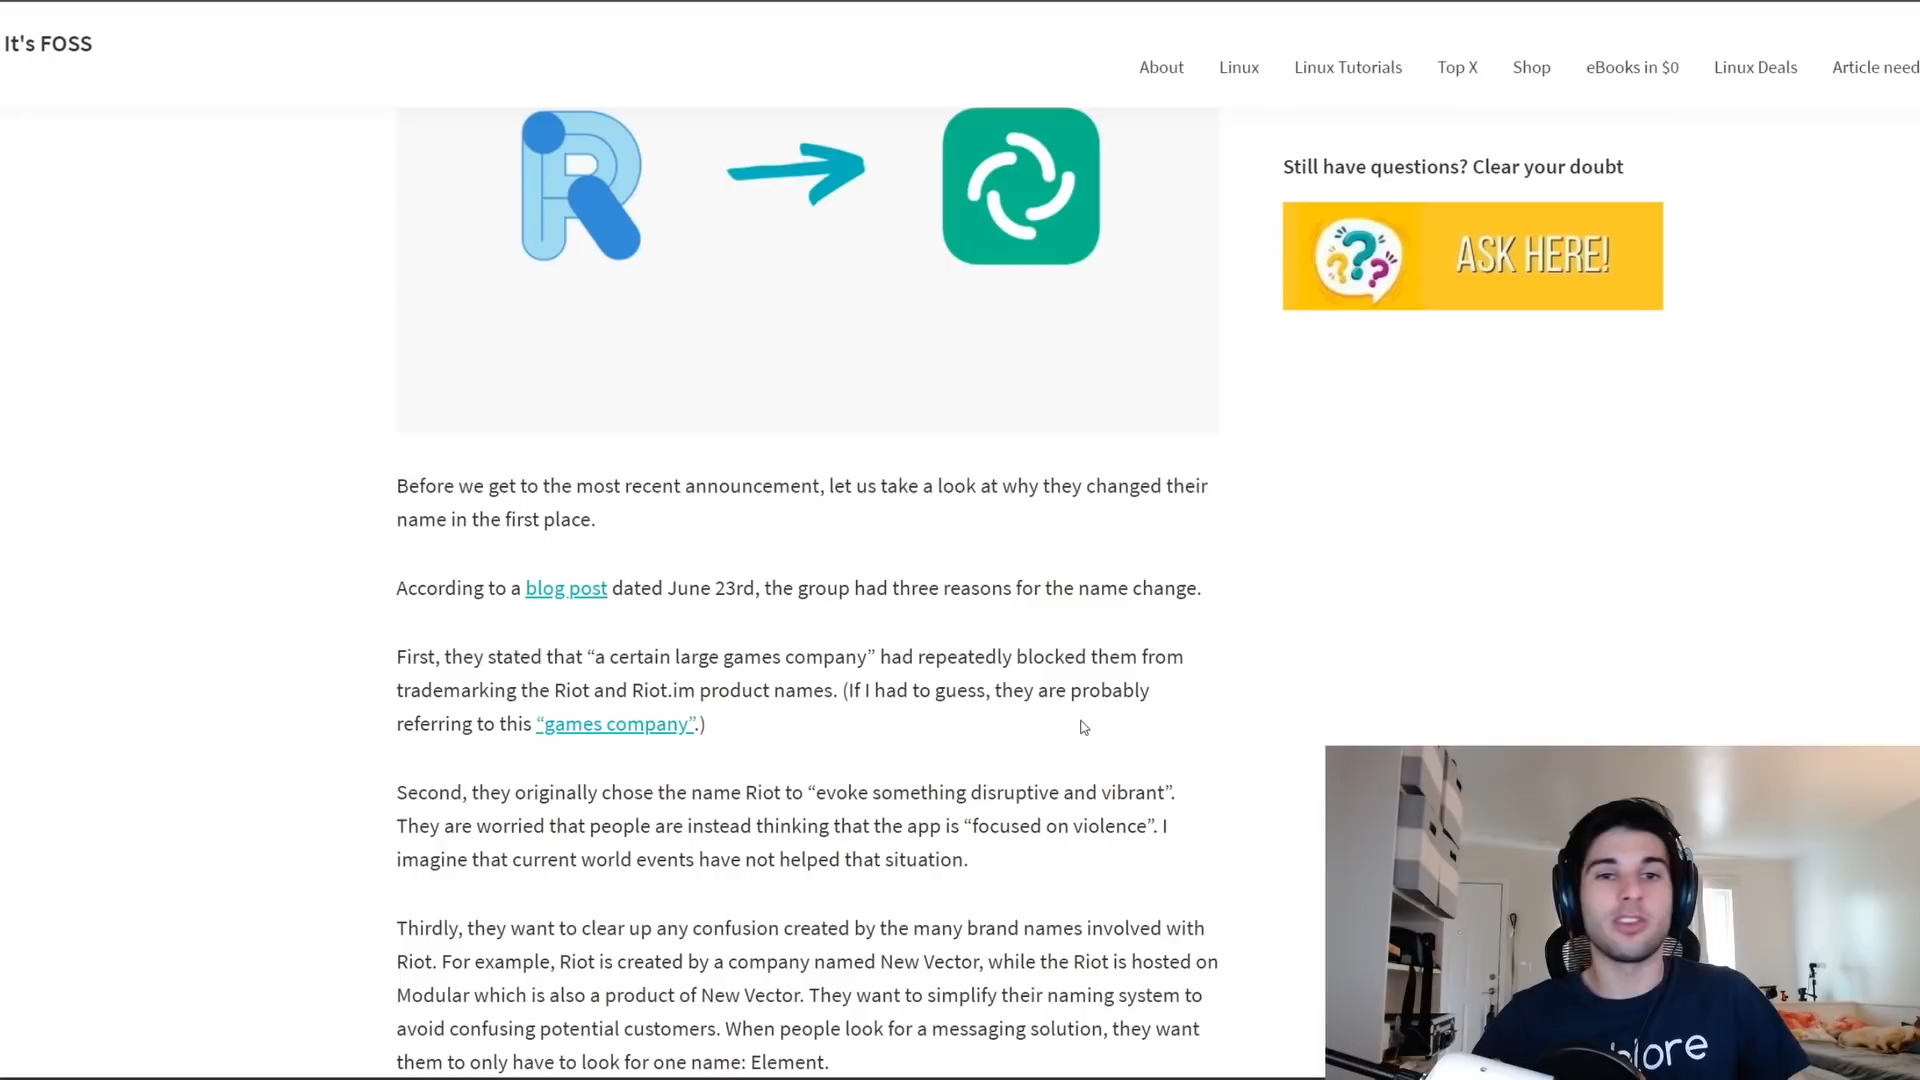 It's FOSS
About Linux Linux Tutorials Top X Shop eBooks in $0 Linux Deals Article need
Still have questions? Clear your doubt
ASK HERE!
Before we get to the most recent announcement, let us take a look at why they changed their
name in the first place.
According to a blog post dated June 23rd, the group had three reasons for the name change.
First, they stated that “a certain large games company” had repeatedly blocked them from
trademarking the Riot and Riot.im product names. (If I had to guess, they are probably
referring to this “games company”.)
Second, they originally chose the name Riot to “evoke something disruptive and vibrant”.
They are worried that people are instead thinking that the app is “focused on violence”. I
imagine that current world events have not helped that situation.
Thirdly, they want to clear up any confusion created by the many brand names involved with
Riot. For example, Riot is created by a company named New Vector, while the Riot is hosted on
Modular which is also a product of New Vector. They want to simplify their naming system to
avoid confusing potential customers. When people look for a messaging solution, they want
them to only have to look for one name: Element.